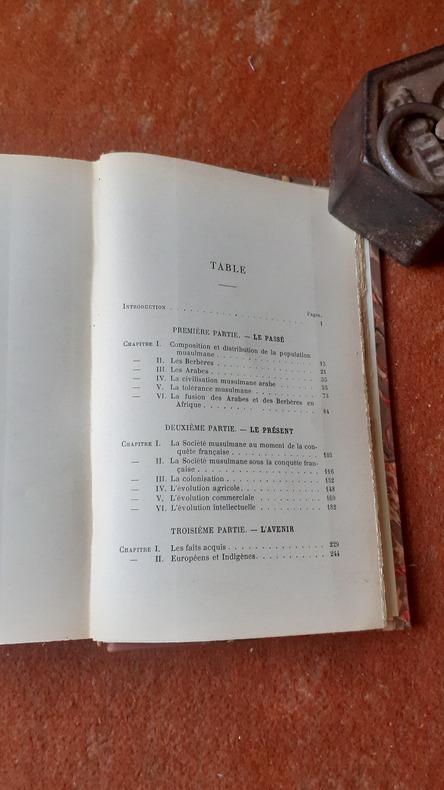 TABLE
Pages.
INTRODUCTION . . . . . . . . . . . . . . . . . 1
PREMIÈRE PARTIE. — LE PASSÉ
CHAPITRE I. Composition et distribution de la population
musulmane . . . . . . . . . . . . . . 15
— II. Les Berbères . . . . . . . . . . . . . 21
— III. Les Arabes . . . . . . . . . . . . . . 35
— IV. La civilisation musulmane arabe . . . . . 55
— V. La tolérance musulmane . . . . . . . . . 73
— VI. La fusion des Arabes et des Berbères en
Afrique . . . . . . . . . . . . . . . 84
DEUXIÈME PARTIE. — LE PRÉSENT
CHAPITRE I. La Société musulmane au moment de la con-
quête française . . . . . . . . . . . . 103
— II. La Société musulmane sous la conquête fran-
çaise . . . . . . . . . . . . . . . . 116
— III. La colonisation . . . . . . . . . . . . 132
— IV. L'évolution agricole . . . . . . . . . . 148
— V. L'évolution commerciale . . . . . . . . 169
— VI. L'évolution intellectuelle . . . . . . . . 182
TROISIÈME PARTIE. — L'AVENIR
CHAPITRE I. Les faits acquis . . . . . . . . . . . . 229
— II. Européens et Indigènes. . . . . . . . . . 244